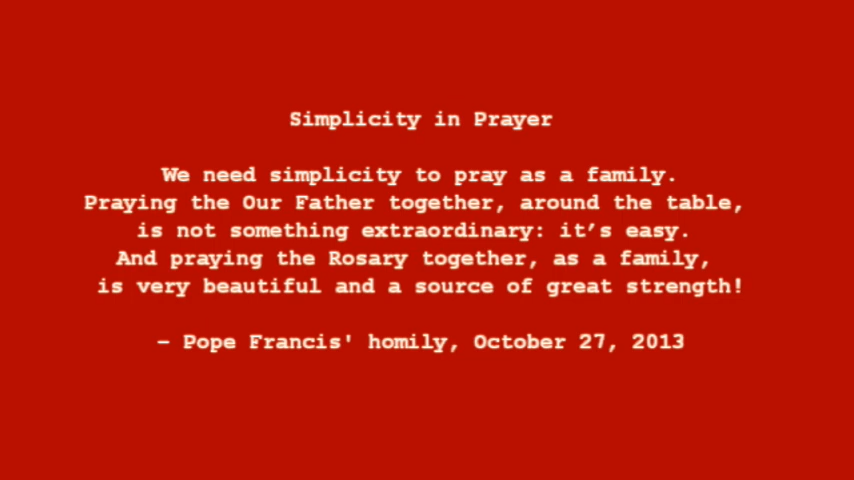 Simplicity in Prayer
We need simplicity to pray as a family.
Praying the Our Father together, around the table,
is not something extraordinary: it’s easy.
And praying the Rosary together, as a family,
is very beautiful and a source of great strength!
– Pope Francis' homily, October 27, 2013